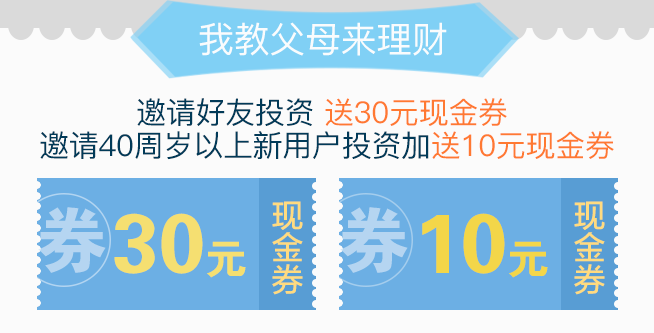 我教父母来理财
邀请好友投资 送30元现金券
邀请40周岁以上新用户投资加送10元现金券
券 30元 现金券
券 10元 现金券